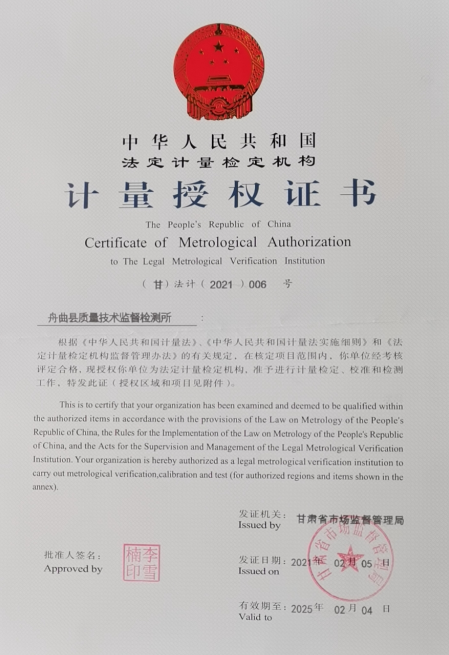 中华人民共和国
法定计量检定机构
计量授权证书
The People's Republic of China
Certificate of Metrological Authorization
to The Legal Metrological Verification Institution
（甘）法计（2021）006 号
舟曲县质量技术监督检测所：
根据《中华人民共和国计量法》、《中华人民共和国计量法实施细则》和《法
定计量检定机构监督管理办法》的有关规定，在核定项目范围内，你单位经考核
评定合格，现授权你单位为法定计量检定机构，准予进行计量检定、校准和检测
工作，特发此证（授权区域和项目见附件）。
This is to certify that your organization has been examined and deemed to be qualified within
the authorized items in accordance with the provisions of the Law on Metrology of the People's
Republic of China, the Rules for the Implementation of the Law on Metrology of the People's Republic
of China, and the Acts for the Supervision and Management of the Legal Metrological Verification
Institution. Your organization is hereby authorized as a legal metrological verification institution to
carry out metrological verification,calibration and test (for authorized regions and items shown in the
annex).
发证机关：甘肃省市场监督管理局
Issued by
批准人签名：
Approved by
李雪楠印
发证日期：2021年 02月 05日
Issued on
甘肃省市场监督管理局
有效期至：2025年 02月 04日
Valid to